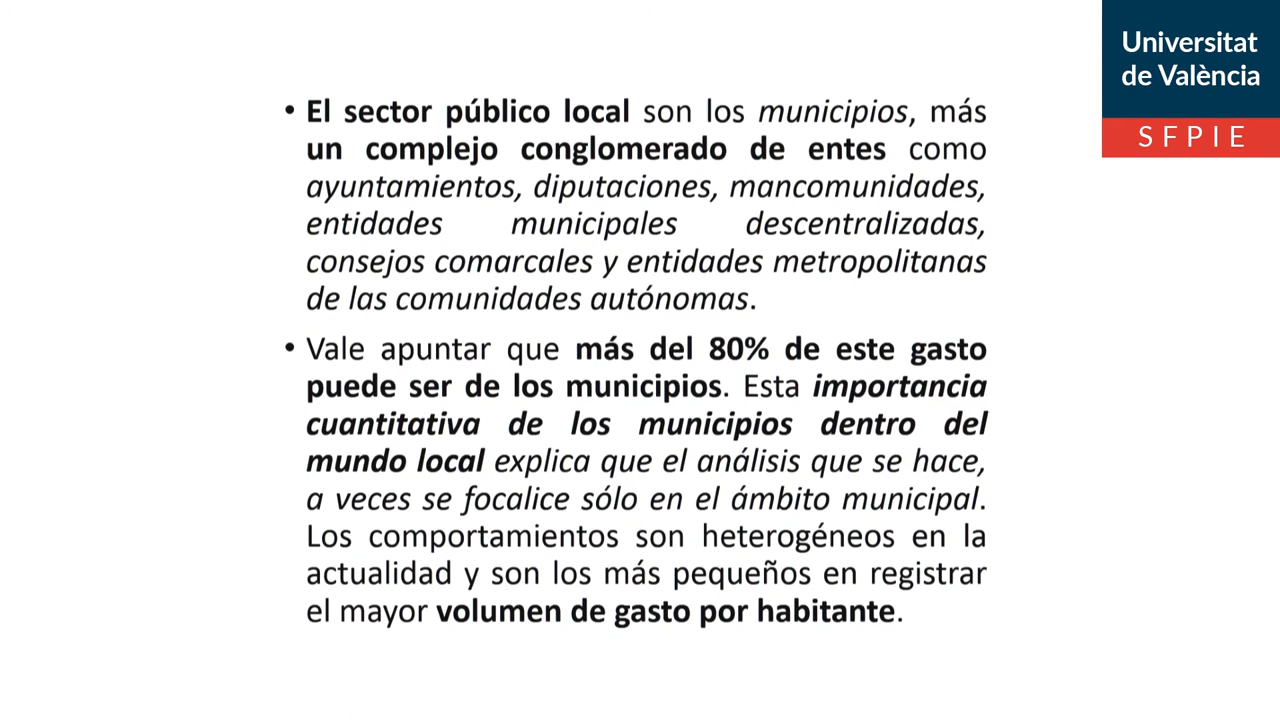 Universitat
de València
SFPIE
• El sector público local son los municipios, más
un complejo conglomerado de entes como
ayuntamientos, diputaciones, mancomunidades,
entidades municipales descentralizadas,
consejos comarcales y entidades metropolitanas
de las comunidades autónomas.
• Vale apuntar que más del 80% de este gasto
puede ser de los municipios. Esta importancia
cuantitativa de los municipios dentro del
mundo local explica que el análisis que se hace,
a veces se focalice sólo en el ámbito municipal.
Los comportamientos son heterogéneos en la
actualidad y son los más pequeños en registrar
el mayor volumen de gasto por habitante.